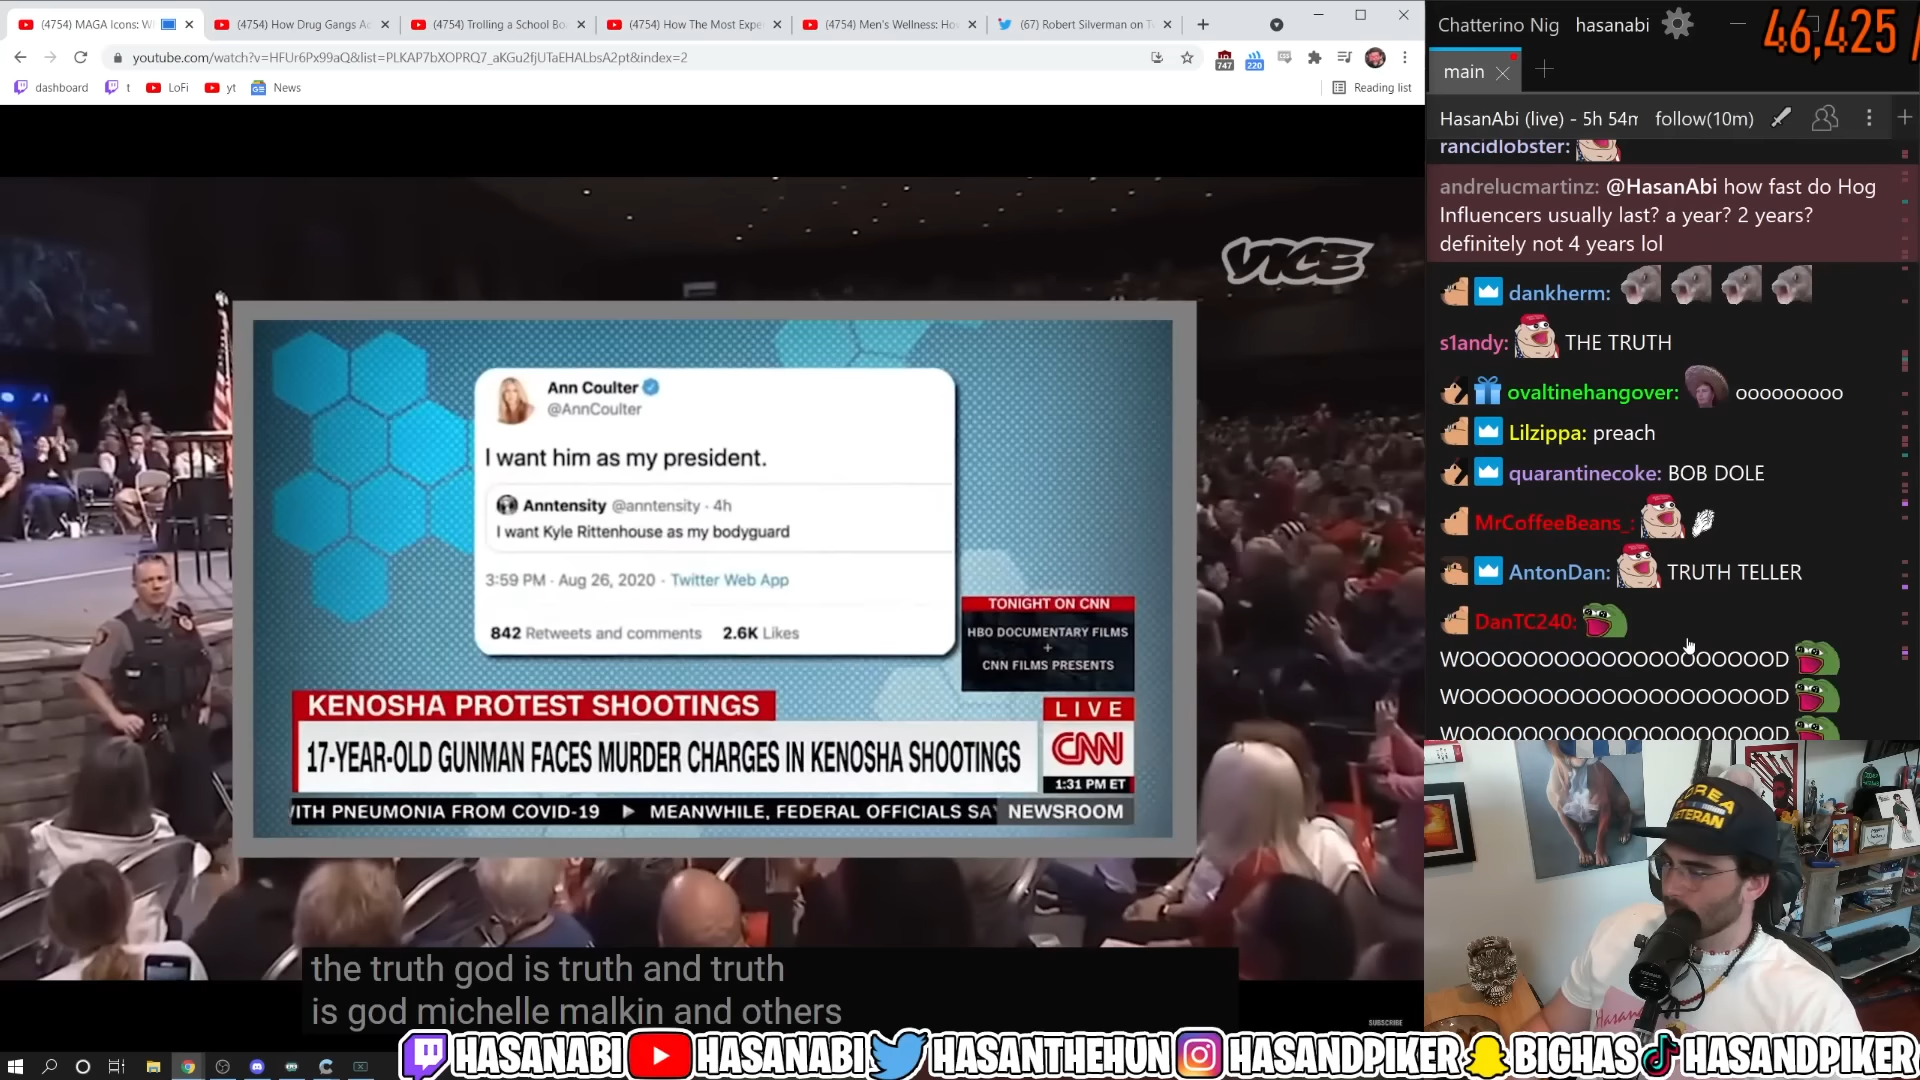 (4754) MAGA Icons: W
(4754) How Drug Gangs Ac
(4754) Trolling a School Bo
(4754) How The Most Expe
(4754) Men's Wellness: Ho
(67) Robert Silverman on T
youtube.com/watch?v=HFUr6Px99aQ&list=PLKAP7bXOPRQ7_aKGu2fjUTaEHALbsA2pt&index=2
747
220
dashboard
t
LoFi
yt
News
Reading list
VICE
Ann Coulter
@AnnCoulter
I want him as my president.
Anntensity @anntensity · 4h
I want Kyle Rittenhouse as my bodyguard
3:59 PM · Aug 26, 2020 · Twitter Web App
842 Retweets and comments 2.6K Likes
TONIGHT ON CNN
HBO DOCUMENTARY FILMS
+
CNN FILMS PRESENTS
KENOSHA PROTEST SHOOTINGS
17-YEAR-OLD GUNMAN FACES MURDER CHARGES IN KENOSHA SHOOTINGS
LIVE
CNN
1:31 PM ET
ITH PNEUMONIA FROM COVID-19 ▶ MEANWHILE, FEDERAL OFFICIALS SAY
NEWSROOM
the truth god is truth and truth
is god michelle malkin and others
SUBSCRIBE
Chatterino Nig hasanabi
46,425 /
main
HasanAbi (live) - 5h 54m follow(10m)
rancidlobster:
andrelucmartinz: @HasanAbi how fast do Hog
Influencers usually last? a year? 2 years?
definitely not 4 years lol
dankherm:
s1andy: THE TRUTH
ovaltinehangover: ooooooooo
Lilzippa: preach
quarantinecoke: BOB DOLE
MrCoffeeBeans_:
AntonDan: TRUTH TELLER
DanTC240:
WOOOOOOOOOOOOOOOOOOOOD
WOOOOOOOOOOOOOOOOOOOOD
WOOOOOOOOOOOOOOOOOOOOD
KOREA
VETERAN
HASANABI HASANABI HASANTHEHUN HASANDPIKER BIGHAS HASANDPIKER